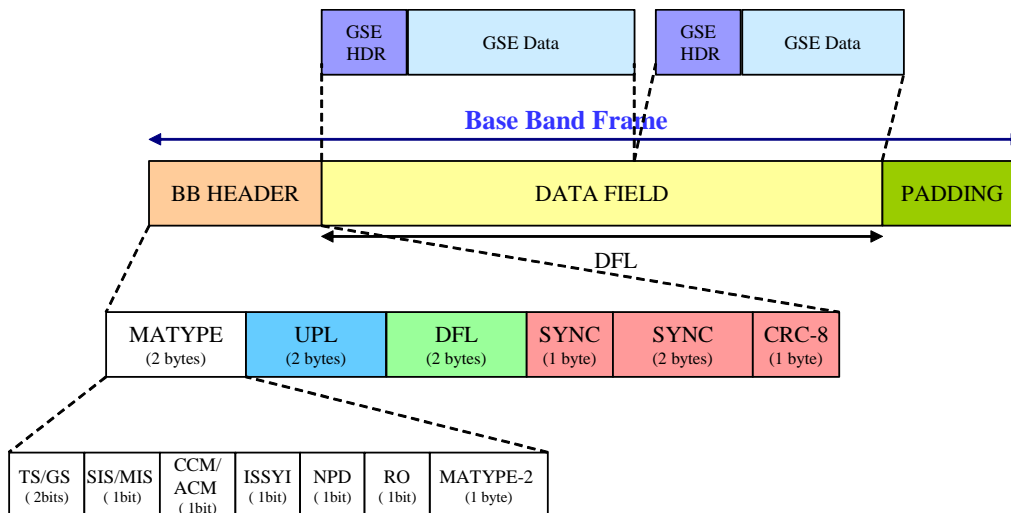 GSE
HDR
GSE Data
GSE
HDR
GSE Data
Base Band Frame
BB HEADER
DATA FIELD
PADDING
DFL
MATYPE
(2 bytes)
UPL
(2 bytes)
DFL
(2 bytes)
SYNC
(1 byte)
SYNC
(2 bytes)
CRC-8
(1 byte)
TS/GS
( 2bits)
SIS/MIS
( 1bit)
CCM/
ACM
( 1bit)
ISSYI
( 1bit)
NPD
( 1bit)
RO
( 1bit)
MATYPE-2
(1 byte)